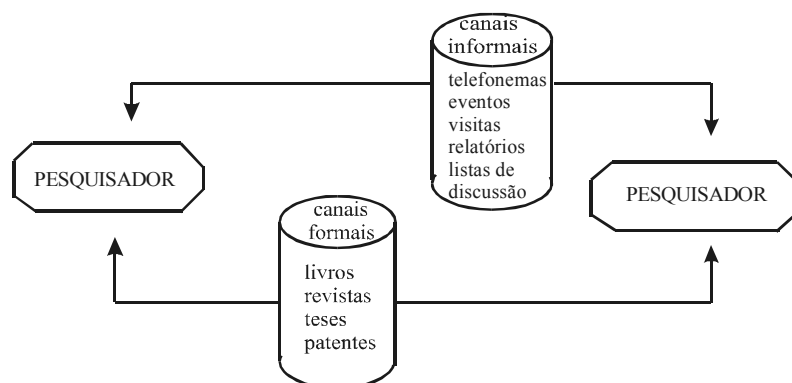 canais
informais
telefonemas
eventos
visitas
relatórios
listas de
discussão
PESQUISADOR
PESQUISADOR
canais
formais
livros
revistas
teses
patentes